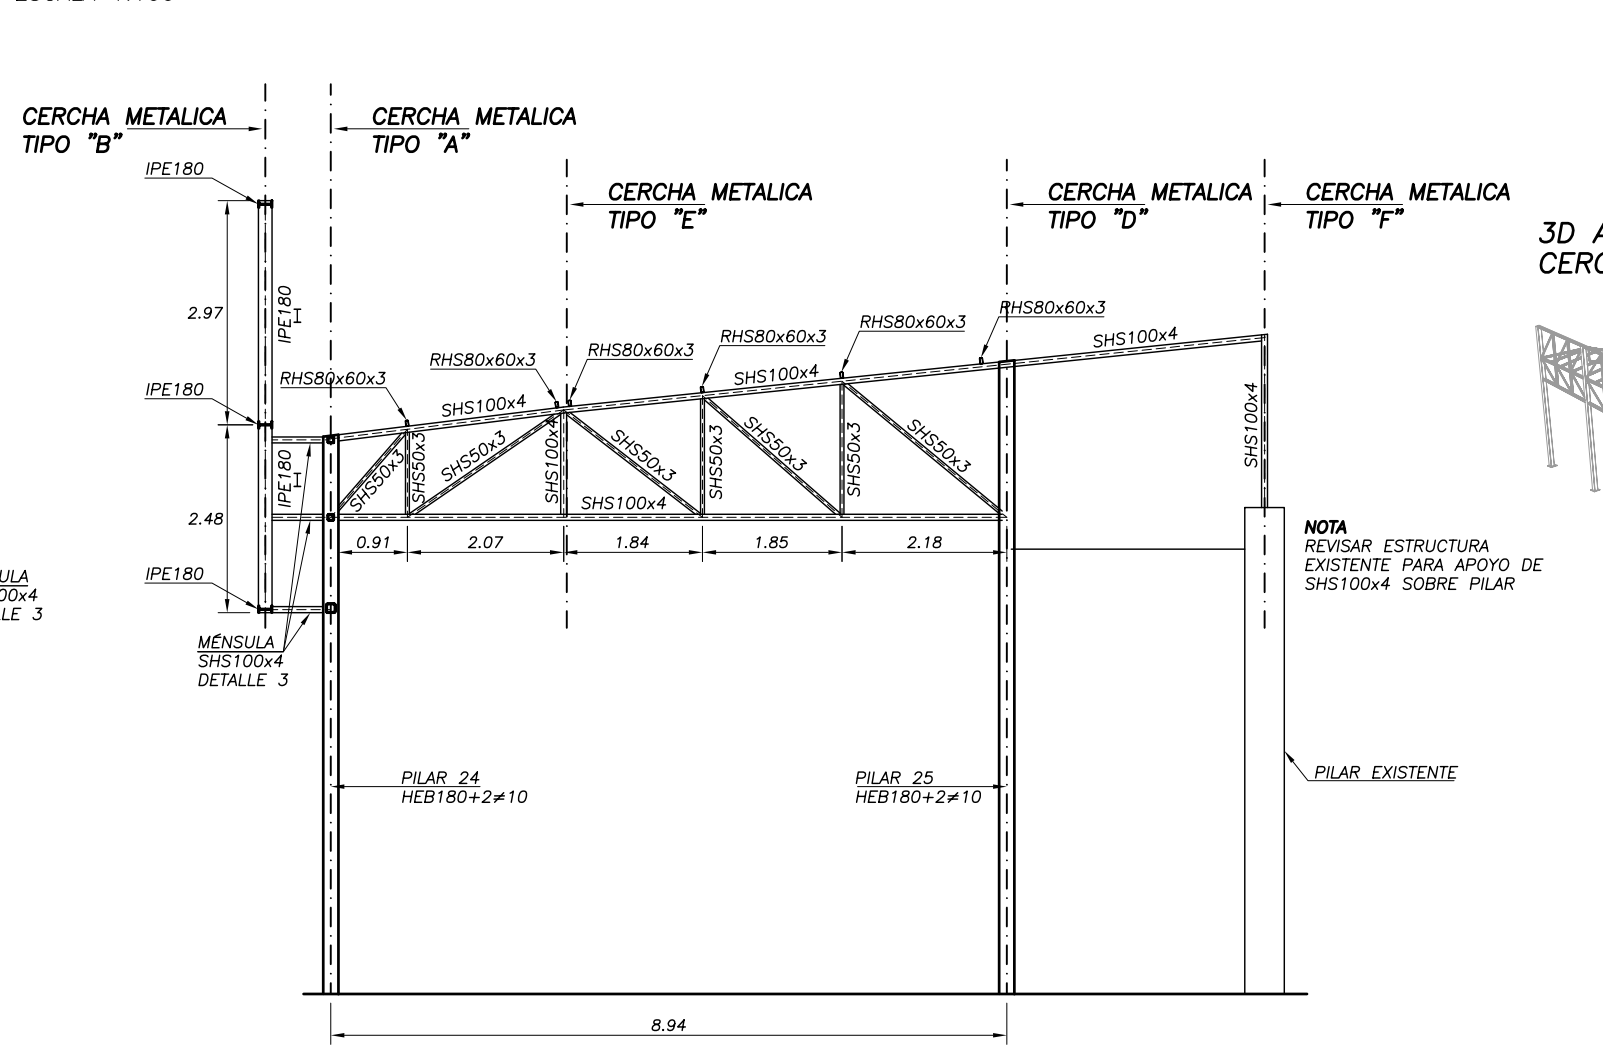 CERCHA METALICA
TIPO "B"
CERCHA METALICA
TIPO "A"
IPE180
CERCHA METALICA
TIPO "E"
CERCHA METALICA
TIPO "D"
CERCHA METALICA
TIPO "F"
3D A
CERC
2.97
IPE180
RHS80x60x3
RHS80x60x3
RHS80x60x3
RHS80x60x3
RHS80x60x3
RHS80x60x3
SHS100x4
SHS100x4
SHS100x4
IPE180
SHS100x4
IPE180
2.48
SHS50x3
SHS50x3
SHS50x3
SHS100x4
SHS50x3
SHS50x3
SHS50x3
SHS50x3
SHS50x3
SHS100x4
0.91
2.07
1.84
1.85
2.18
NOTA
REVISAR ESTRUCTURA
EXISTENTE PARA APOYO DE
SHS100x4 SOBRE PILAR
ULA
00x4
LE 3
IPE180
MÉNSULA
SHS100x4
DETALLE 3
PILAR 24
HEB180+2≠10
PILAR 25
HEB180+2≠10
PILAR EXISTENTE
8.94